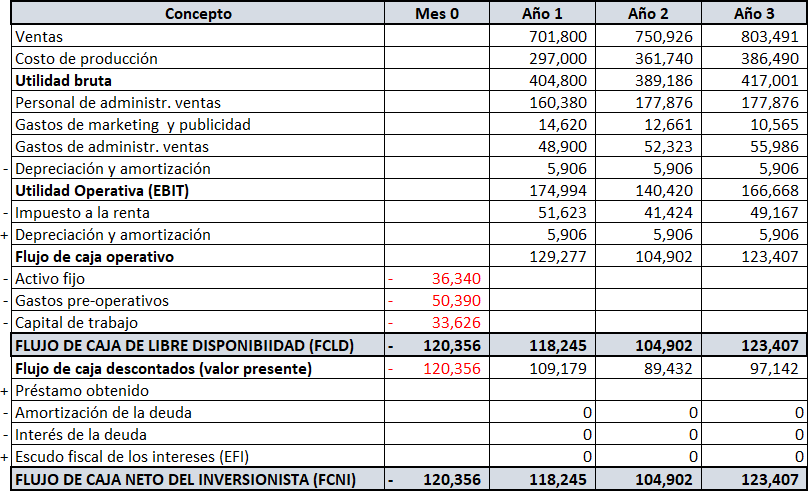 Concepto Mes 0 Año 1 Año 2 Año 3
Ventas 701,800 750,926 803,491
Costo de producción 297,000 361,740 386,490
Utilidad bruta 404,800 389,186 417,001
Personal de administr. ventas 160,380 177,876 177,876
Gastos de marketing y publicidad 14,620 12,661 10,565
Gastos de administr. ventas 48,900 52,323 55,986
- Depreciación y amortización 5,906 5,906 5,906
Utilidad Operativa (EBIT) 174,994 140,420 166,668
- Impuesto a la renta 51,623 41,424 49,167
+ Depreciación y amortización 5,906 5,906 5,906
Flujo de caja operativo 129,277 104,902 123,407
- Activo fijo - 36,340
- Gastos pre-operativos - 50,390
- Capital de trabajo - 33,626
FLUJO DE CAJA DE LIBRE DISPONIBIIDAD (FCLD) - 120,356 118,245 104,902 123,407
Flujo de caja descontados (valor presente) - 120,356 109,179 89,432 97,142
+ Préstamo obtenido
- Amortización de la deuda 0 0 0
- Interés de la deuda 0 0 0
+ Escudo fiscal de los intereses (EFI) 0 0 0
FLUJO DE CAJA NETO DEL INVERSIONISTA (FCNI) - 120,356 118,245 104,902 123,407